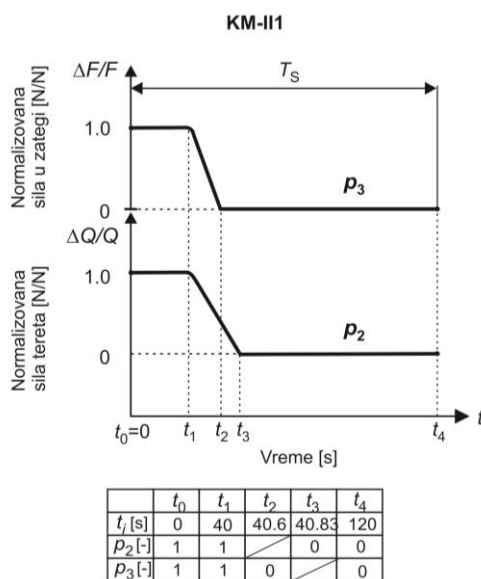 KM-II1
Normalizovana
sila u zategi [N/N]
ΔF/F
T_S
1.0
p_3
0
Normalizovana
sila tereta [N/N]
ΔQ/Q
1.0
p_2
0
t_0=0 t_1 t_2 t_3 t_4 t
Vreme [s]
t_0 t_1 t_2 t_3 t_4
t_i [s] 0 40 40.6 40.83 120
p_2 [-] 1 1 0 0
p_3 [-] 1 1 0 0